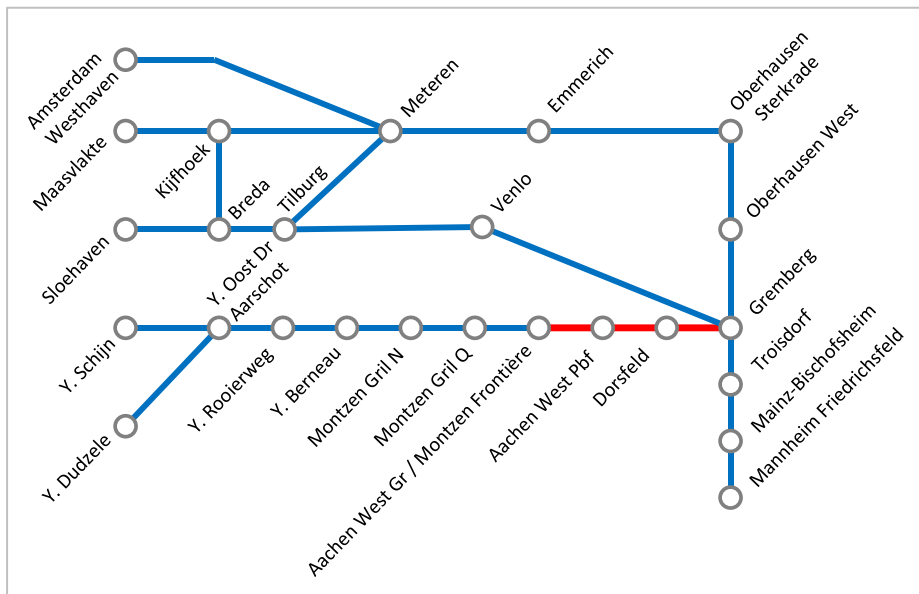 Amsterdam
Westhaven
Meteren
Emmerich
Oberhausen
Sterkrade
Maasvlakte
Kijfhoek
Breda
Tilburg
Venlo
Oberhausen West
Sloehaven
Y. Oost Dr
Aarschot
Gremberg
Y. Schijn
Y. Rooierweg
Y. Berneau
Montzen Gril N
Montzen Gril Q
Aachen West Gr / Montzen Frontière
Aachen West Pbf
Dorsfeld
Troisdorf
Mainz-Bischofsheim
Mannheim Friedrichsfeld
Y. Dudzele